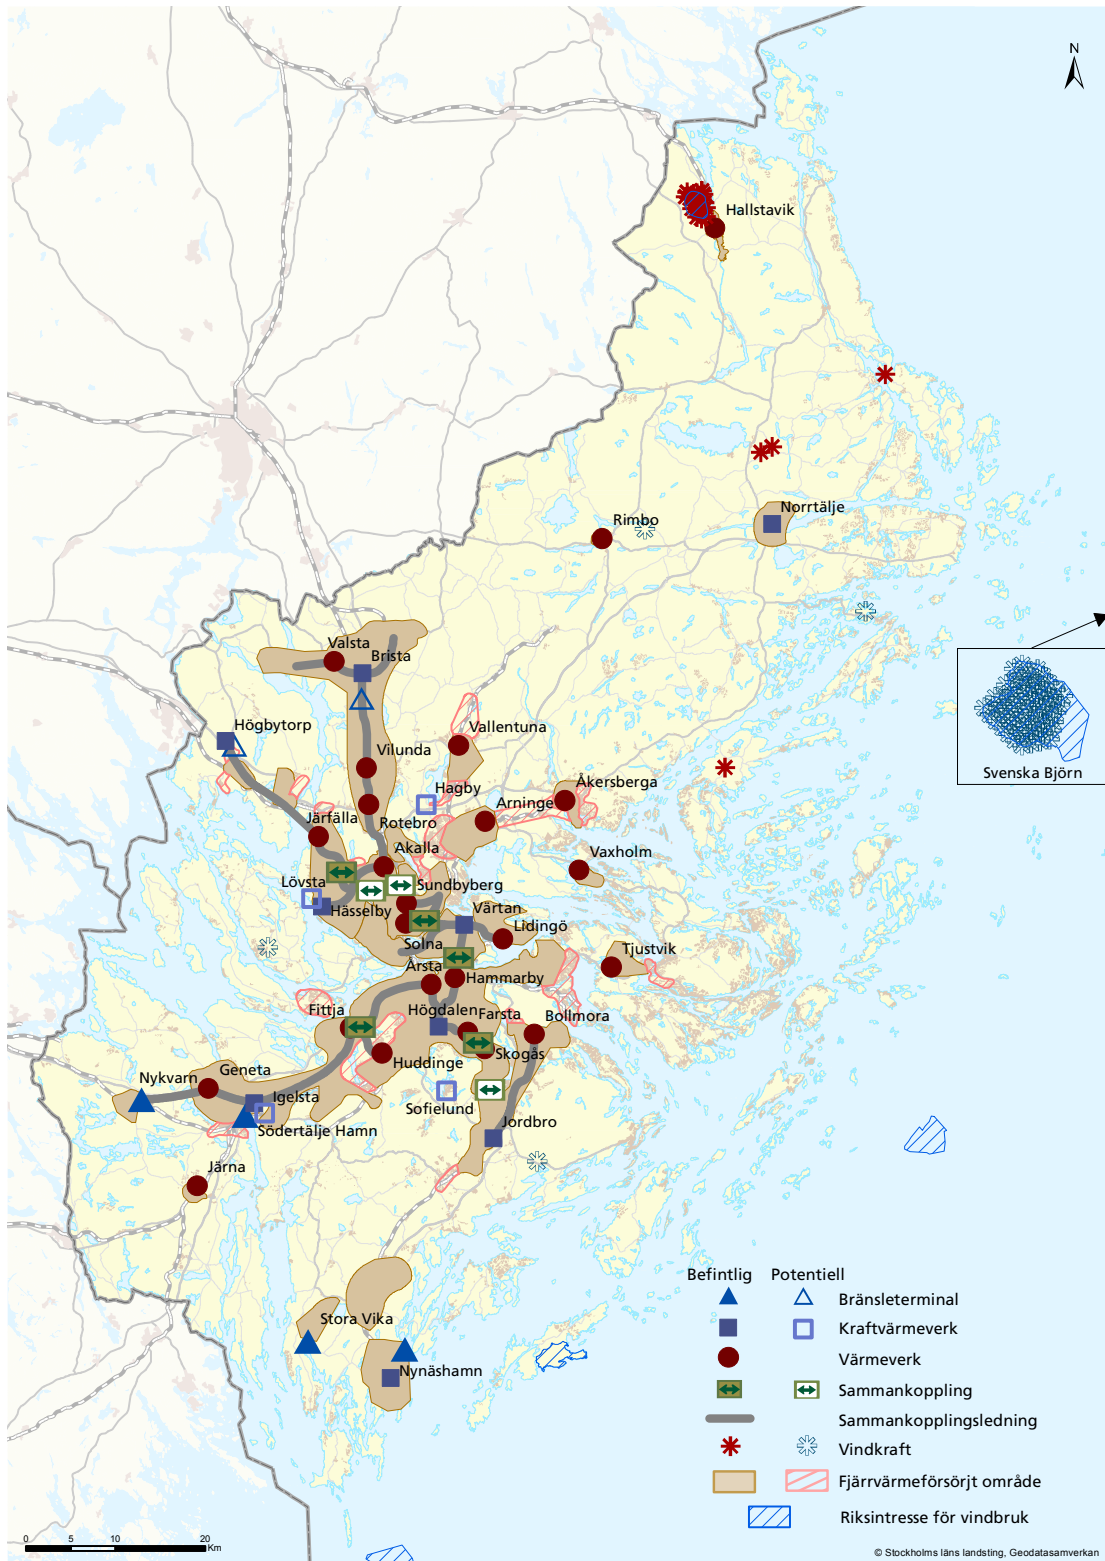 N
Hallstavik
Norrtälje
Rimbo
Valsta
Brista
Högbytorp
Vallentuna
Vilunda
Svenska Björn
Hagby
Åkersberga
Arninge
Järfälla
Rotebro
Akalla
Vaxholm
Lövsta
Sundbyberg
Hässelby
Värtan
Lidingö
Solna
Tjustvik
Årsta
Hammarby
Fittja
Högdalen
Farsta
Bollmora
Skogås
Huddinge
Geneta
Nykvarn
Igelsta
Sofielund
Södertälje Hamn
Jordbro
Järna
Stora Vika
Nynäshamn
Befintlig Potentiell
Bränsleterminal
Kraftvärmeverk
Värmeverk
Sammankoppling
Sammankopplingsledning
Vindkraft
Fjärrvärmeförsörjt område
Riksintresse för vindbruk
0 5 10 20
Km
© Stockholms läns landsting, Geodatasamverkan